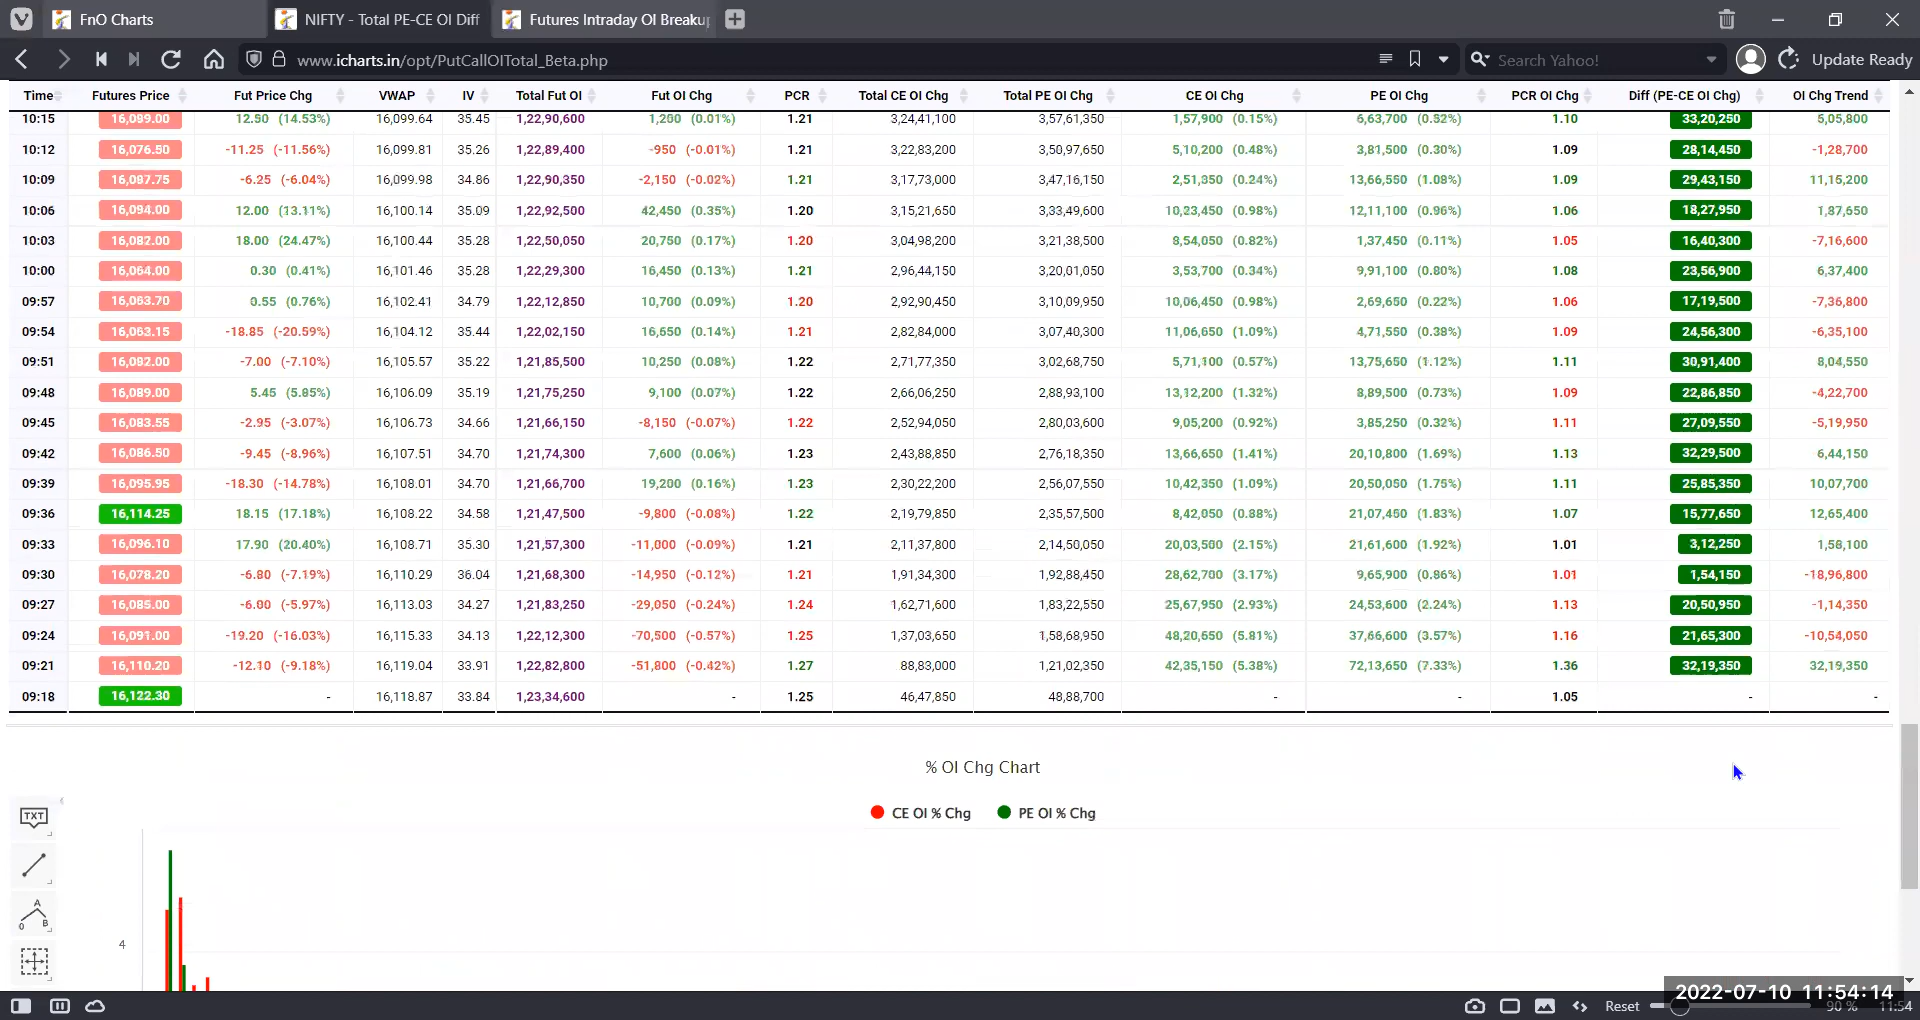 FnO Charts
NIFTY - Total PE-CE OI Diff
Futures Intraday OI Breaku
www.icharts.in/opt/PutCallOITotal_Beta.php
Search Yahoo!
Update Ready
Time Futures Price Fut Price Chg VWAP IV Total Fut OI Fut OI Chg PCR Total CE OI Chg Total PE OI Chg CE OI Chg PE OI Chg PCR OI Chg Diff (PE-CE OI Chg) OI Chg Trend
10:15 16,089.00 12.50 (14.53%) 16,099.64 35.45 1,22,90,600 1,200 (0.01%) 1.21 3,24,41,100 3,57,61,350 1,57,900 (0.15%) 6,63,700 (0.52%) 1.10 33,20,250 5,05,800
10:12 16,076.50 -11.25 (-11.56%) 16,099.81 35.26 1,22,89,400 -950 (-0.01%) 1.21 3,22,83,200 3,50,97,650 5,10,200 (0.48%) 3,81,500 (0.30%) 1.09 28,14,450 -1,28,700
10:09 16,087.75 -6.25 (-6.04%) 16,099.98 34.86 1,22,90,350 -2,150 (-0.02%) 1.21 3,17,73,000 3,47,16,150 2,51,350 (0.24%) 13,66,550 (1.08%) 1.09 29,43,150 11,15,200
10:06 16,094.00 12.00 (13.11%) 16,100.14 35.09 1,22,92,500 42,450 (0.35%) 1.20 3,15,21,650 3,33,49,600 10,23,450 (0.98%) 12,11,100 (0.96%) 1.06 18,27,950 1,87,650
10:03 16,082.00 18.00 (24.47%) 16,100.44 35.28 1,22,50,050 20,750 (0.17%) 1.20 3,04,98,200 3,21,38,500 8,54,050 (0.82%) 1,37,450 (0.11%) 1.05 16,40,300 -7,16,600
10:00 16,064.00 0.30 (0.41%) 16,101.46 35.28 1,22,29,300 16,450 (0.13%) 1.21 2,96,44,150 3,20,01,050 3,53,700 (0.34%) 9,91,100 (0.80%) 1.08 23,56,900 6,37,400
09:57 16,063.70 0.55 (0.76%) 16,102.41 34.79 1,22,12,850 10,700 (0.09%) 1.20 2,92,90,450 3,10,09,950 10,06,450 (0.98%) 2,69,650 (0.22%) 1.06 17,19,500 -7,36,800
09:54 16,063.15 -18.85 (-20.59%) 16,104.12 35.44 1,22,02,150 16,650 (0.14%) 1.21 2,82,84,000 3,07,40,300 11,06,650 (1.09%) 4,71,550 (0.38%) 1.09 24,56,300 -6,35,100
09:51 16,082.00 -7.00 (-7.10%) 16,105.57 35.22 1,21,85,500 10,250 (0.08%) 1.22 2,71,77,350 3,02,68,750 5,71,100 (0.57%) 13,75,650 (1.12%) 1.11 30,91,400 8,04,550
09:48 16,089.00 5.45 (5.85%) 16,106.09 35.19 1,21,75,250 9,100 (0.07%) 1.22 2,66,06,250 2,88,93,100 13,12,200 (1.32%) 8,89,500 (0.73%) 1.09 22,86,850 -4,22,700
09:45 16,083.55 -2.95 (-3.07%) 16,106.73 34.66 1,21,66,150 -8,150 (-0.07%) 1.22 2,52,94,050 2,80,03,600 9,05,200 (0.92%) 3,85,250 (0.32%) 1.11 27,09,550 -5,19,950
09:42 16,086.50 -9.45 (-8.96%) 16,107.51 34.70 1,21,74,300 7,600 (0.06%) 1.23 2,43,88,850 2,76,18,350 13,66,650 (1.41%) 20,10,800 (1.69%) 1.13 32,29,500 6,44,150
09:39 16,095.95 -18.30 (-14.78%) 16,108.01 34.70 1,21,66,700 19,200 (0.16%) 1.23 2,30,22,200 2,56,07,550 10,42,350 (1.09%) 20,50,050 (1.75%) 1.11 25,85,350 10,07,700
09:36 16,114.25 18.15 (17.18%) 16,108.22 34.58 1,21,47,500 -9,800 (-0.08%) 1.22 2,19,79,850 2,35,57,500 8,42,050 (0.88%) 21,07,450 (1.83%) 1.07 15,77,650 12,65,400
09:33 16,096.10 17.90 (20.40%) 16,108.71 35.30 1,21,57,300 -11,000 (-0.09%) 1.21 2,11,37,800 2,14,50,050 20,03,500 (2.15%) 21,61,600 (1.92%) 1.01 3,12,250 1,58,100
09:30 16,078.20 -6.80 (-7.19%) 16,110.29 36.04 1,21,68,300 -14,950 (-0.12%) 1.21 1,91,34,300 1,92,88,450 28,62,700 (3.17%) 9,65,900 (0.86%) 1.01 1,54,150 -18,96,800
09:27 16,085.00 -6.00 (-5.97%) 16,113.03 34.27 1,21,83,250 -29,050 (-0.24%) 1.24 1,62,71,600 1,83,22,550 25,67,950 (2.93%) 24,53,600 (2.24%) 1.13 20,50,950 -1,14,350
09:24 16,091.00 -19.20 (-16.03%) 16,115.33 34.13 1,22,12,300 -70,500 (-0.57%) 1.25 1,37,03,650 1,58,68,950 48,20,650 (5.81%) 37,66,600 (3.57%) 1.16 21,65,300 -10,54,050
09:21 16,110.20 -12.10 (-9.18%) 16,119.04 33.91 1,22,82,800 -51,800 (-0.42%) 1.27 88,83,000 1,21,02,350 42,35,150 (5.38%) 72,13,650 (7.33%) 1.36 32,19,350 32,19,350
09:18 16,122.30 - 16,118.87 33.84 1,23,34,600 - 1.25 46,47,850 48,88,700 - - 1.05 - -
% OI Chg Chart
CE OI % Chg PE OI % Chg
TXT
A
0 B
4
2022-07-10 11:54:14
Reset 90 % 11:54